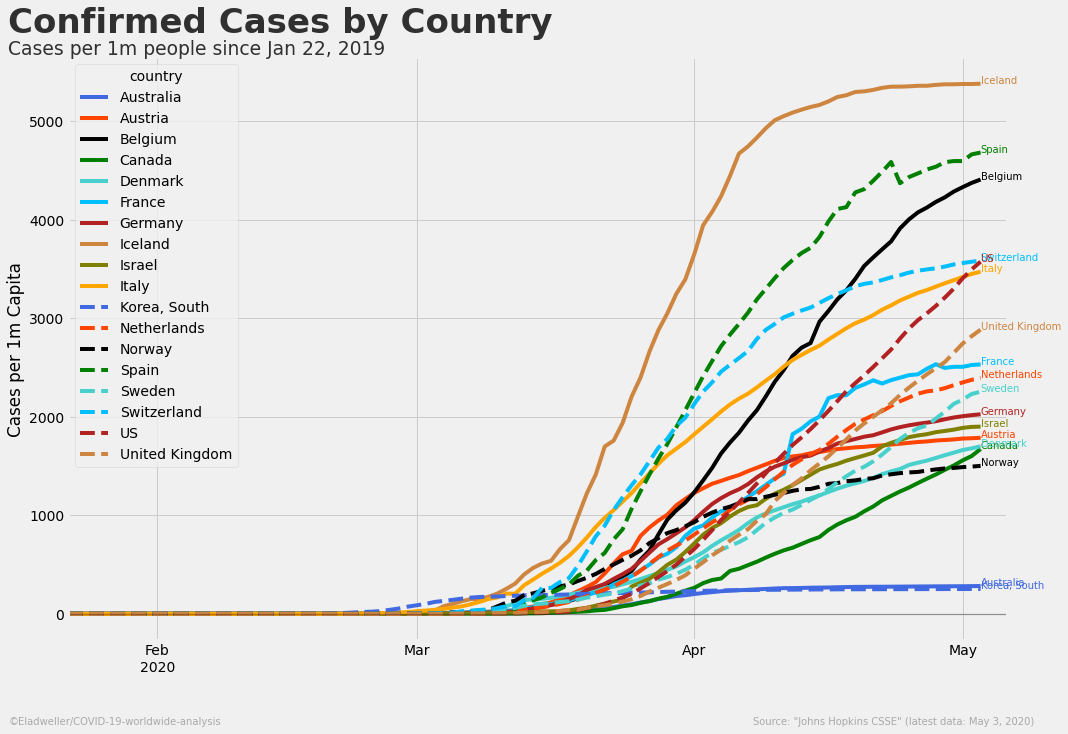 Confirmed Cases by Country
Cases per 1m people since Jan 22, 2019
country
Australia
Austria
Belgium
Canada
Denmark
France
Germany
Iceland
Israel
Italy
Korea, South
Netherlands
Norway
Spain
Sweden
Switzerland
US
United Kingdom
Cases per 1m Capita
5000
4000
3000
2000
1000
0
Iceland
Spain
Belgium
Switzerland
US
Italy
United Kingdom
France
Netherlands
Sweden
Germany
Israel
Austria
Denmark
Canada
Norway
Australia
Korea, South
Feb
2020
Mar
Apr
May
©Eladweller/COVID-19-worldwide-analysis
Source: "Johns Hopkins CSSE" (latest data: May 3, 2020)